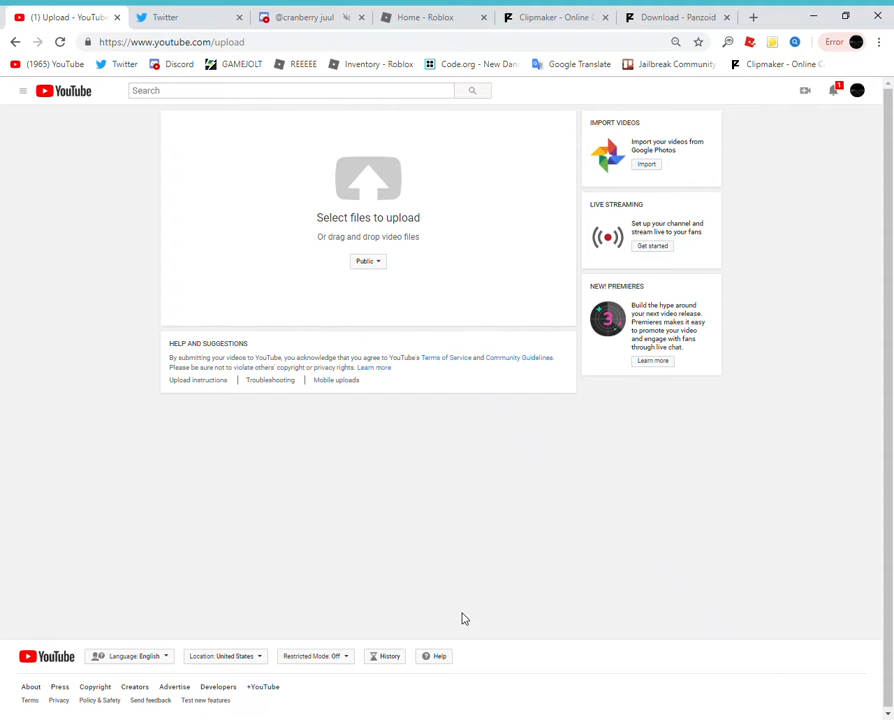 (1) Upload - YouTube
Twitter
@cranberry juul
Home - Roblox
Clipmaker - Online C
Download - Panzoid
https://www.youtube.com/upload
Error
(1965) YouTube
Twitter
Discord
GAMEJOLT
REEEEE
Inventory - Roblox
Code.org - New Danc
Google Translate
Jailbreak Community
Clipmaker - Online C
YouTube
Search
1
Select files to upload
Or drag and drop video files
Public
IMPORT VIDEOS
Import your videos from
Google Photos
Import
LIVE STREAMING
Set up your channel and
stream live to your fans
Get started
NEW! PREMIERES
3
Build the hype around
your next video release.
Premieres makes it easy
to promote your video
and engage with fans
through live chat.
Learn more
HELP AND SUGGESTIONS
By submitting your videos to YouTube, you acknowledge that you agree to YouTube's Terms of Service and Community Guidelines.
Please be sure not to violate others' copyright or privacy rights. Learn more
Upload instructions | Troubleshooting | Mobile uploads
YouTube
Language: English
Location: United States
Restricted Mode: Off
History
Help
About Press Copyright Creators Advertise Developers +YouTube
Terms Privacy Policy & Safety Send feedback Test new features